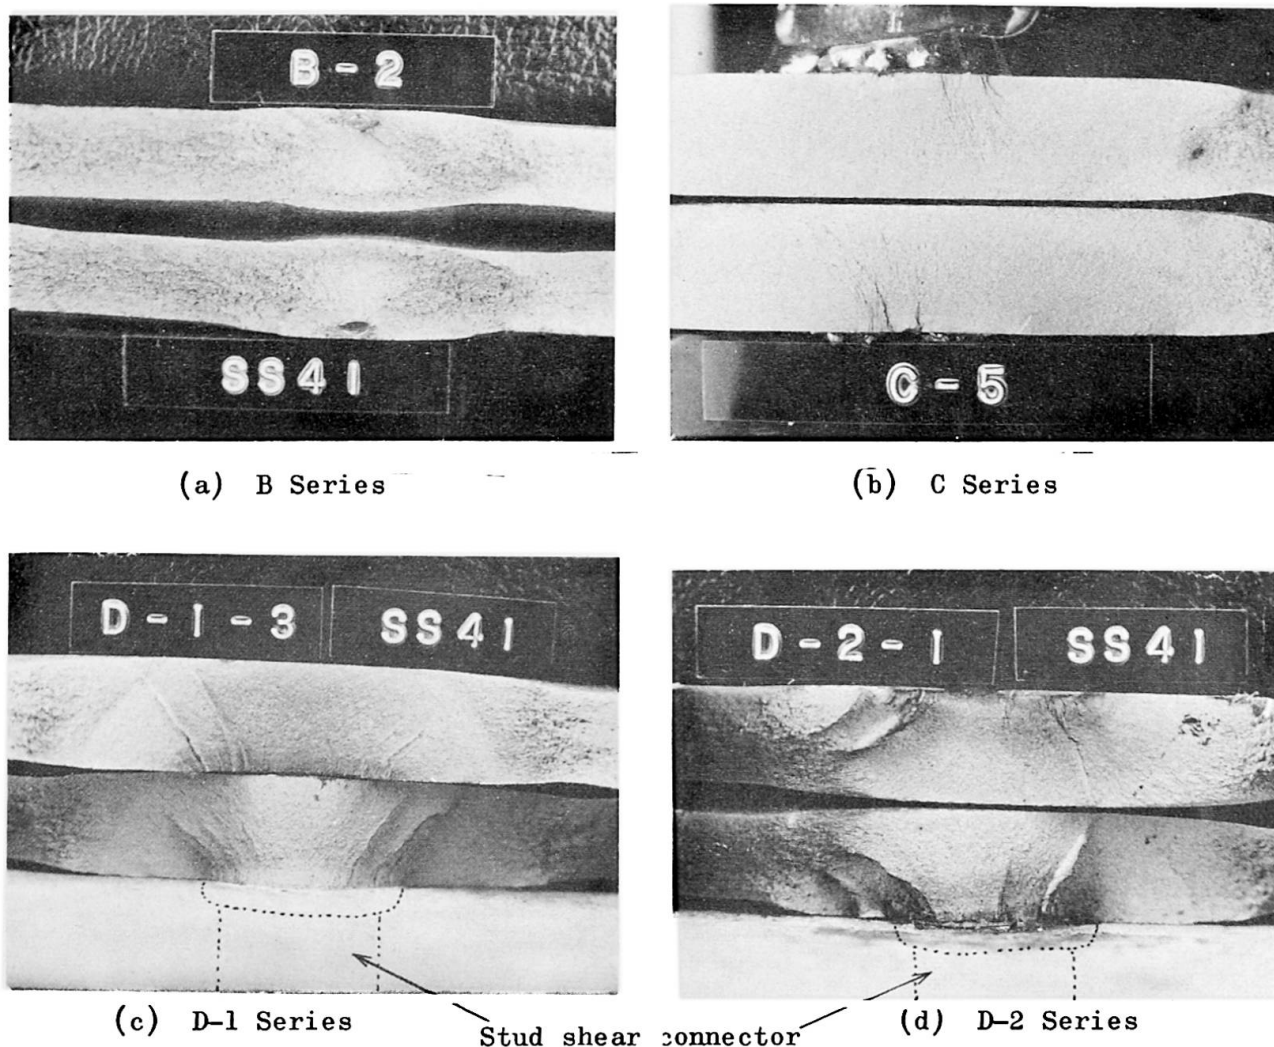 B-2
SS41
(a) B Series
C-5
(b) C Series
D-1-3 SS41
(c) D-1 Series
D-2-1 SS41
(d) D-2 Series
Stud shear connector